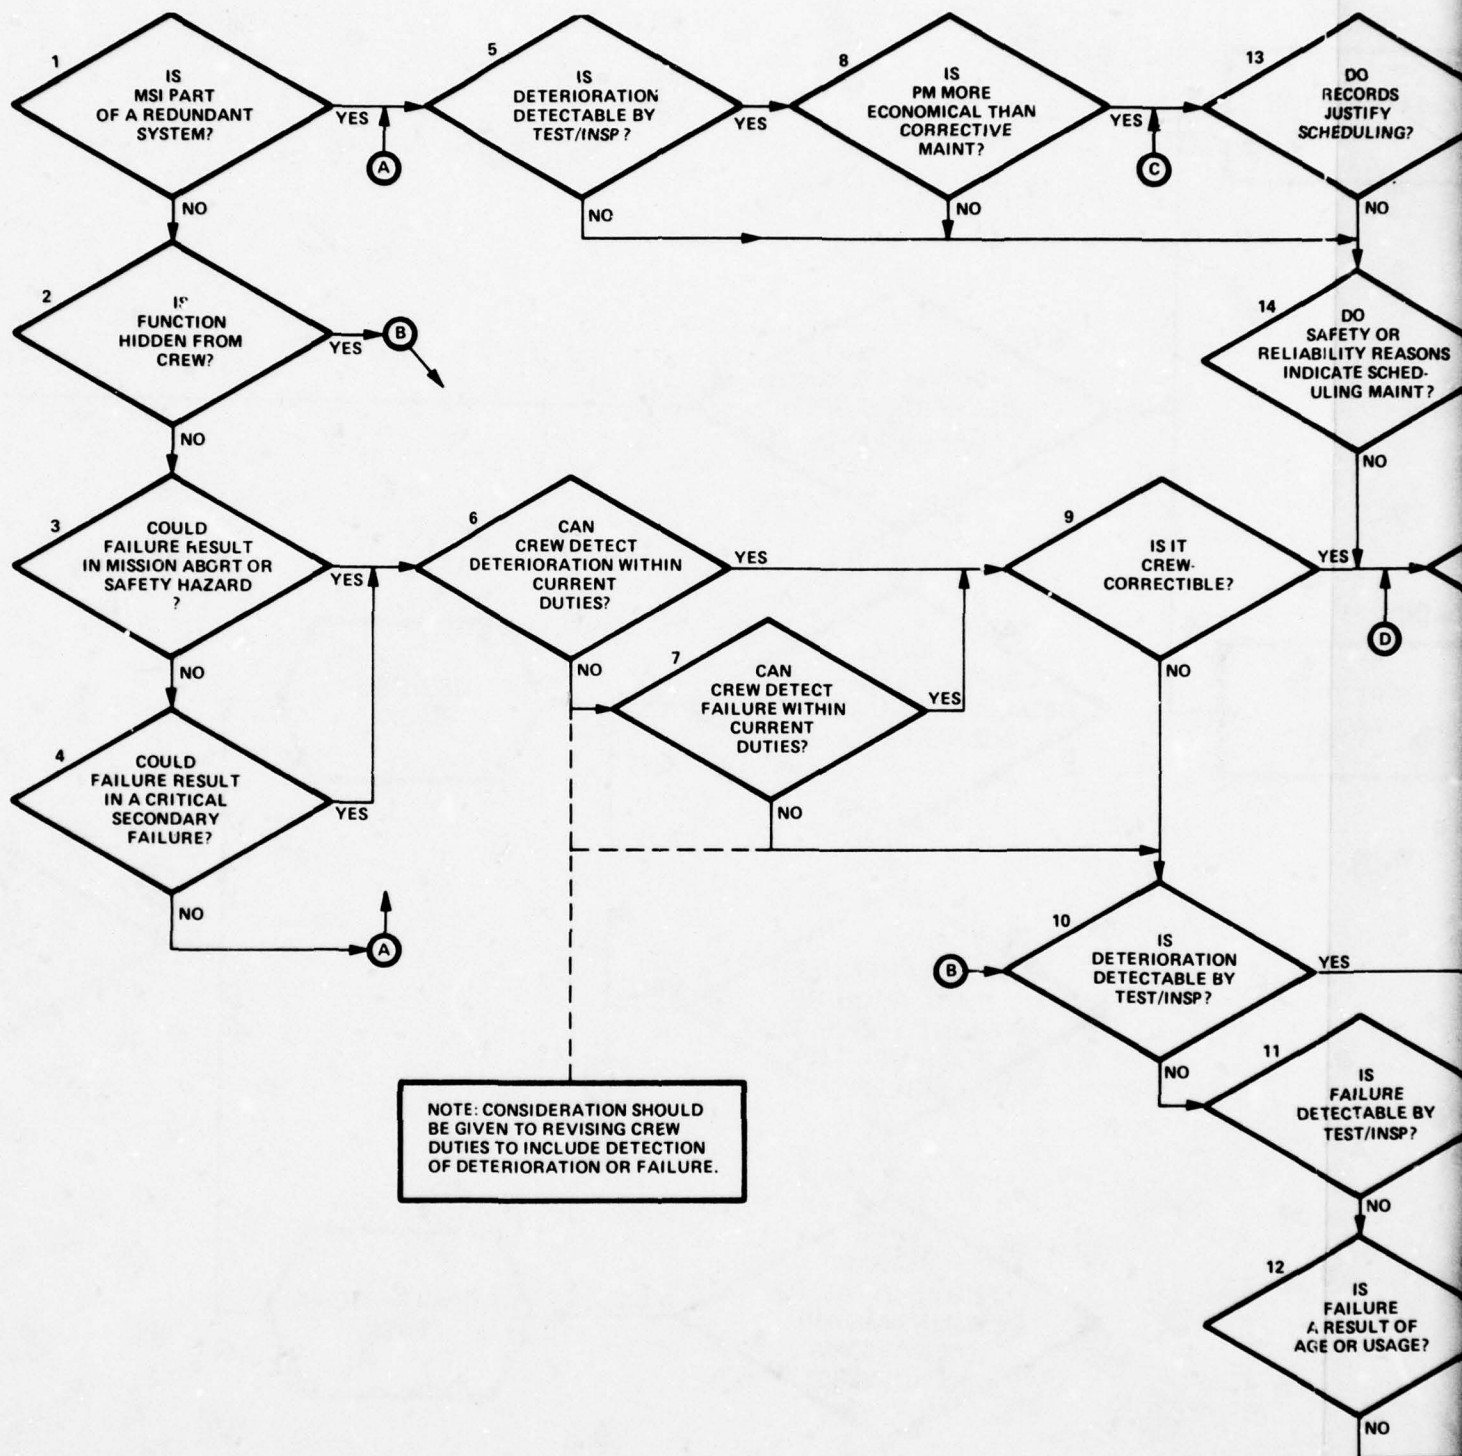 1
IS
MSI PART
OF A REDUNDANT
SYSTEM?
YES
NO
A
5
IS
DETERIORATION
DETECTABLE BY
TEST/INSP?
YES
NO
8
IS
PM MORE
ECONOMICAL THAN
CORRECTIVE
MAINT?
YES
NO
C
13
DO
RECORDS
JUSTIFY
SCHEDULING?
NO
2
IS
FUNCTION
HIDDEN FROM
CREW?
YES
NO
B
14
DO
SAFETY OR
RELIABILITY REASONS
INDICATE SCHED-
ULING MAINT?
NO
3
COULD
FAILURE RESULT
IN MISSION ABORT OR
SAFETY HAZARD
?
YES
NO
6
CAN
CREW DETECT
DETERIORATION WITHIN
CURRENT
DUTIES?
YES
NO
9
IS IT
CREW-
CORRECTIBLE?
YES
NO
D
7
CAN
CREW DETECT
FAILURE WITHIN
CURRENT
DUTIES?
YES
NO
4
COULD
FAILURE RESULT
IN A CRITICAL
SECONDARY
FAILURE?
YES
NO
A
B
10
IS
DETERIORATION
DETECTABLE BY
TEST/INSP?
YES
NO
11
IS
FAILURE
DETECTABLE BY
TEST/INSP?
NO
NOTE: CONSIDERATION SHOULD
BE GIVEN TO REVISING CREW
DUTIES TO INCLUDE DETECTION
OF DETERIORATION OR FAILURE.
12
IS
FAILURE
A RESULT OF
AGE OR USAGE?
NO